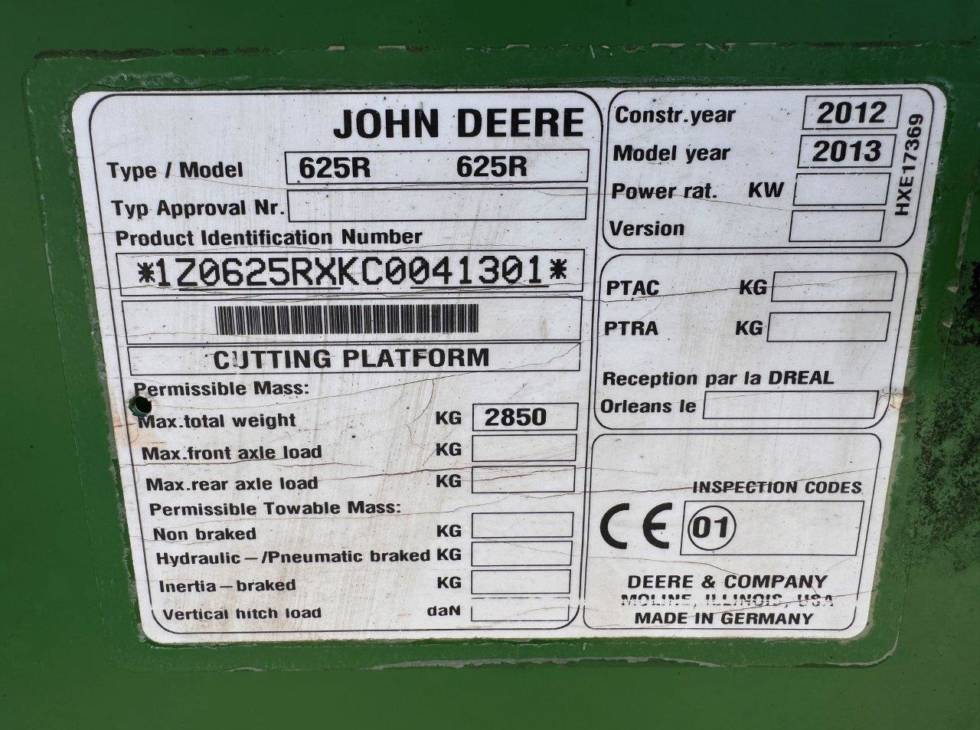 JOHN DEERE
Type / Model 625R 625R
Typ Approval Nr.
Product Identification Number
*1Z0625RXKC0041301*
CUTTING PLATFORM
Permissible Mass:
Max.total weight KG 2850
Max.front axle load KG
Max.rear axle load KG
Permissible Towable Mass:
Non braked KG
Hydraulic-/Pneumatic braked KG
Inertia-braked KG
Vertical hitch load daN
Constr.year 2012
Model year 2013
Power rat. KW
Version
HXE17369
PTAC KG
PTRA KG
Reception par la DREAL
Orleans le
INSPECTION CODES
CE 01
DEERE & COMPANY
MOLINE, ILLINOIS, USA
MADE IN GERMANY